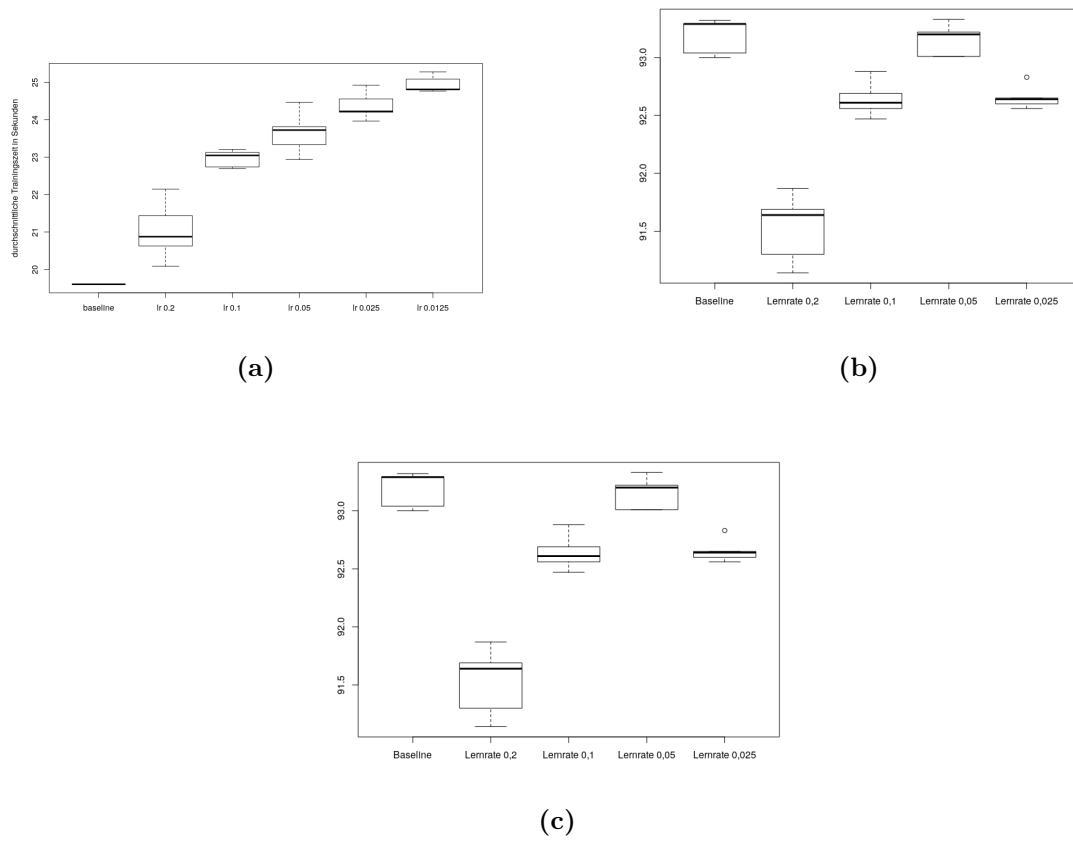 durchschnittliche Trainingszeit in Sekunden
25
24
23
22
21
20
baseline lr 0.2 lr 0.1 lr 0.05 lr 0.025 lr 0.0125
(a)
93.0
92.5
92.0
91.5
Baseline Lernrate 0,2 Lernrate 0,1 Lernrate 0,05 Lernrate 0,025
(b)
93.0
92.5
92.0
91.5
Baseline Lernrate 0,2 Lernrate 0,1 Lernrate 0,05 Lernrate 0,025
(c)